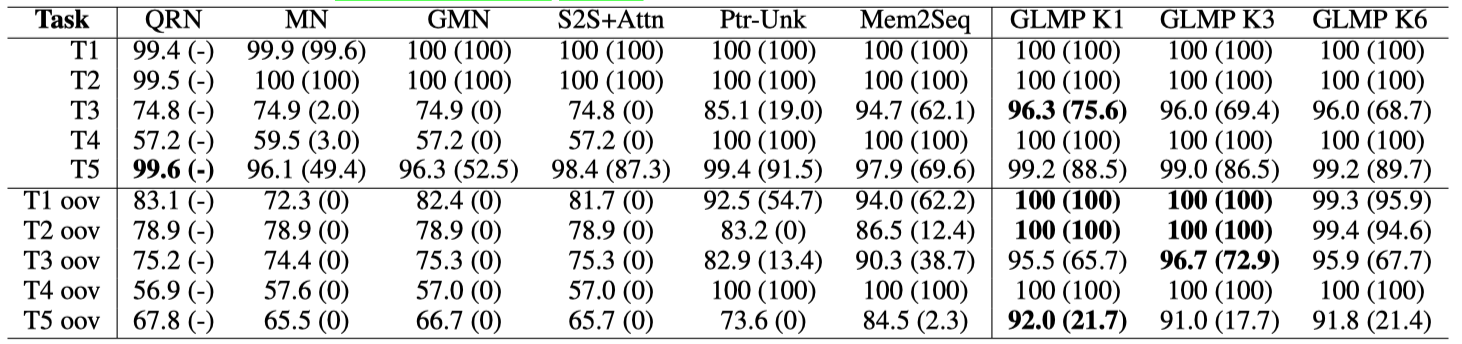 Task QRN MN GMN S2S+Attn Ptr-Unk Mem2Seq GLMP K1 GLMP K3 GLMP K6
T1 99.4 (-) 99.9 (99.6) 100 (100) 100 (100) 100 (100) 100 (100) 100 (100) 100 (100) 100 (100)
T2 99.5 (-) 100 (100) 100 (100) 100 (100) 100 (100) 100 (100) 100 (100) 100 (100) 100 (100)
T3 74.8 (-) 74.9 (2.0) 74.9 (0) 74.8 (0) 85.1 (19.0) 94.7 (62.1) 96.3 (75.6) 96.0 (69.4) 96.0 (68.7)
T4 57.2 (-) 59.5 (3.0) 57.2 (0) 57.2 (0) 100 (100) 100 (100) 100 (100) 100 (100) 100 (100)
T5 99.6 (-) 96.1 (49.4) 96.3 (52.5) 98.4 (87.3) 99.4 (91.5) 97.9 (69.6) 99.2 (88.5) 99.0 (86.5) 99.2 (89.7)
T1 oov 83.1 (-) 72.3 (0) 82.4 (0) 81.7 (0) 92.5 (54.7) 94.0 (62.2) 100 (100) 100 (100) 99.3 (95.9)
T2 oov 78.9 (-) 78.9 (0) 78.9 (0) 78.9 (0) 83.2 (0) 86.5 (12.4) 100 (100) 100 (100) 99.4 (94.6)
T3 oov 75.2 (-) 74.4 (0) 75.3 (0) 75.3 (0) 82.9 (13.4) 90.3 (38.7) 95.5 (65.7) 96.7 (72.9) 95.9 (67.7)
T4 oov 56.9 (-) 57.6 (0) 57.0 (0) 57.0 (0) 100 (100) 100 (100) 100 (100) 100 (100) 100 (100)
T5 oov 67.8 (-) 65.5 (0) 66.7 (0) 65.7 (0) 73.6 (0) 84.5 (2.3) 92.0 (21.7) 91.0 (17.7) 91.8 (21.4)